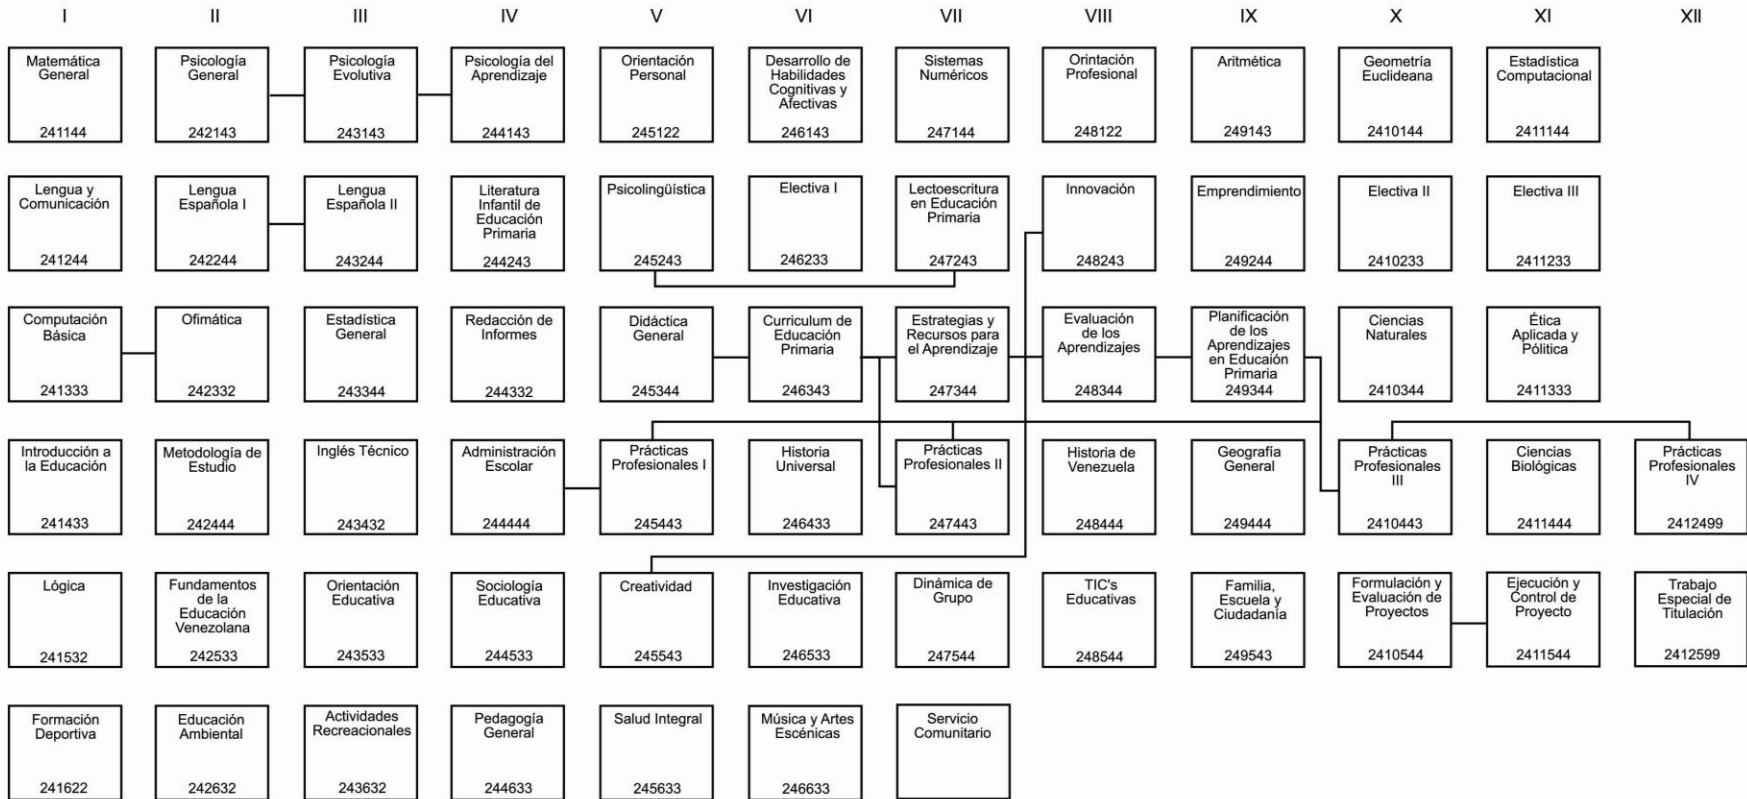 I II III IV V VI VII VIII IX X XI XII
Matemática
General
241144
Psicología
General
242143
Psicología
Evolutiva
243143
Psicología del
Aprendizaje
244143
Orientación
Personal
245122
Desarrollo de
Habilidades
Cognitivas y
Afectivas
246143
Sistemas
Numéricos
247144
Orintación
Profesional
248122
Aritmética
249143
Geometría
Euclideana
2410144
Estadística
Computacional
2411144
Lengua y
Comunicación
241244
Lengua
Española I
242244
Lengua
Española II
243244
Literatura
Infantil de
Educación
Primaria
244243
Psicolingüística
245243
Electiva I
246233
Lectoescritura
en Educación
Primaria
247243
Innovación
248243
Emprendimiento
249244
Electiva II
2410233
Electiva III
2411233
Computación
Básica
241333
Ofimática
242332
Estadística
General
243344
Redacción de
Informes
244332
Didáctica
General
245344
Curriculum de
Educación
Primaria
246343
Estrategias y
Recursos para
el Aprendizaje
247344
Evaluación
de los
Aprendizajes
248344
Planificación
de los
Aprendizajes
en Educaión
Primaria
249344
Ciencias
Naturales
2410344
Ética
Aplicada y
Pólitica
2411333
Introducción a
la Educación
241433
Metodología de
Estudio
242444
Inglés Técnico
243432
Administración
Escolar
244444
Prácticas
Profesionales I
245443
Historia
Universal
246433
Prácticas
Profesionales II
247443
Historia de
Venezuela
248444
Geografía
General
249444
Prácticas
Profesionales
III
2410443
Ciencias
Biológicas
2411444
Prácticas
Profesionales
IV
2412499
Lógica
241532
Fundamentos
de la
Educación
Venezolana
242533
Orientación
Educativa
243533
Sociología
Educativa
244533
Creatividad
245543
Investigación
Educativa
246533
Dinámica de
Grupo
247544
TIC's
Educativas
248544
Familia,
Escuela y
Ciudadanía
249543
Formulación y
Evaluación de
Proyectos
2410544
Ejecución y
Control de
Proyecto
2411544
Trabajo
Especial de
Titulación
2412599
Formación
Deportiva
241622
Educación
Ambiental
242632
Actividades
Recreacionales
243632
Pedagogía
General
244633
Salud Integral
245633
Música y Artes
Escénicas
246633
Servicio
Comunitario